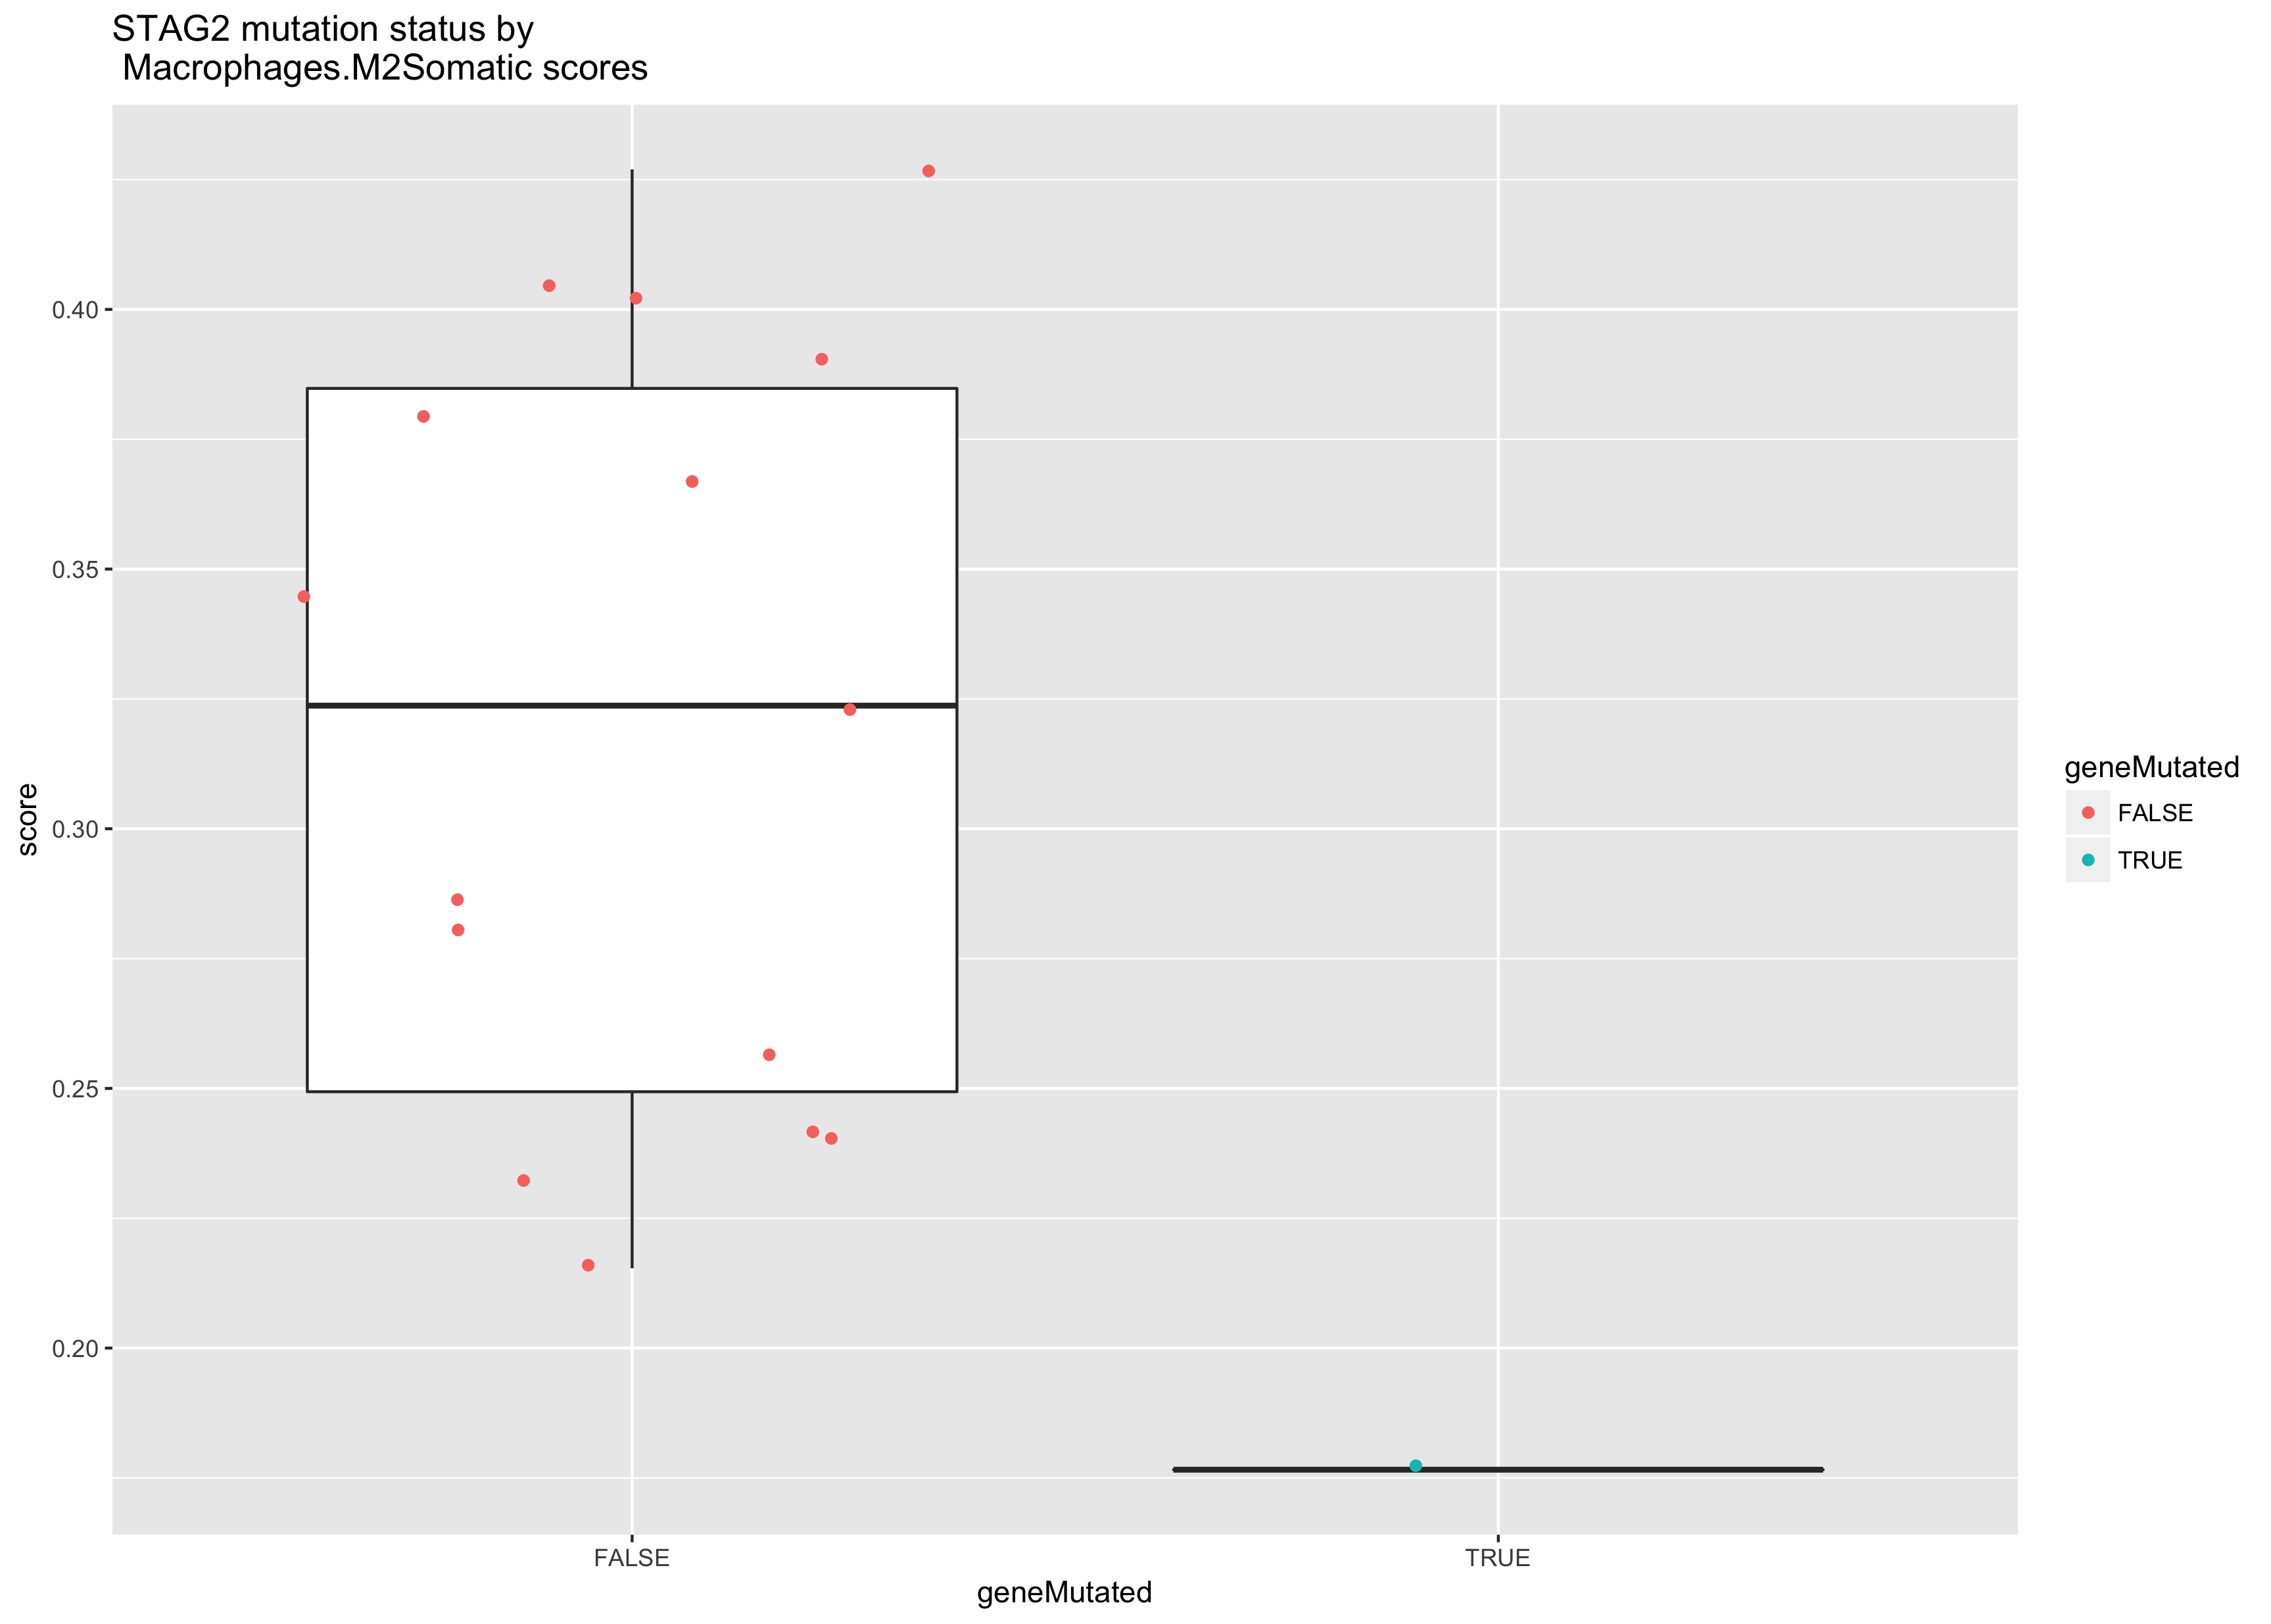 STAG2 mutation status by
Macrophages.M2Somatic scores
score
0.40
0.35
0.30
0.25
0.20
FALSE
TRUE
geneMutated
geneMutated
FALSE
TRUE